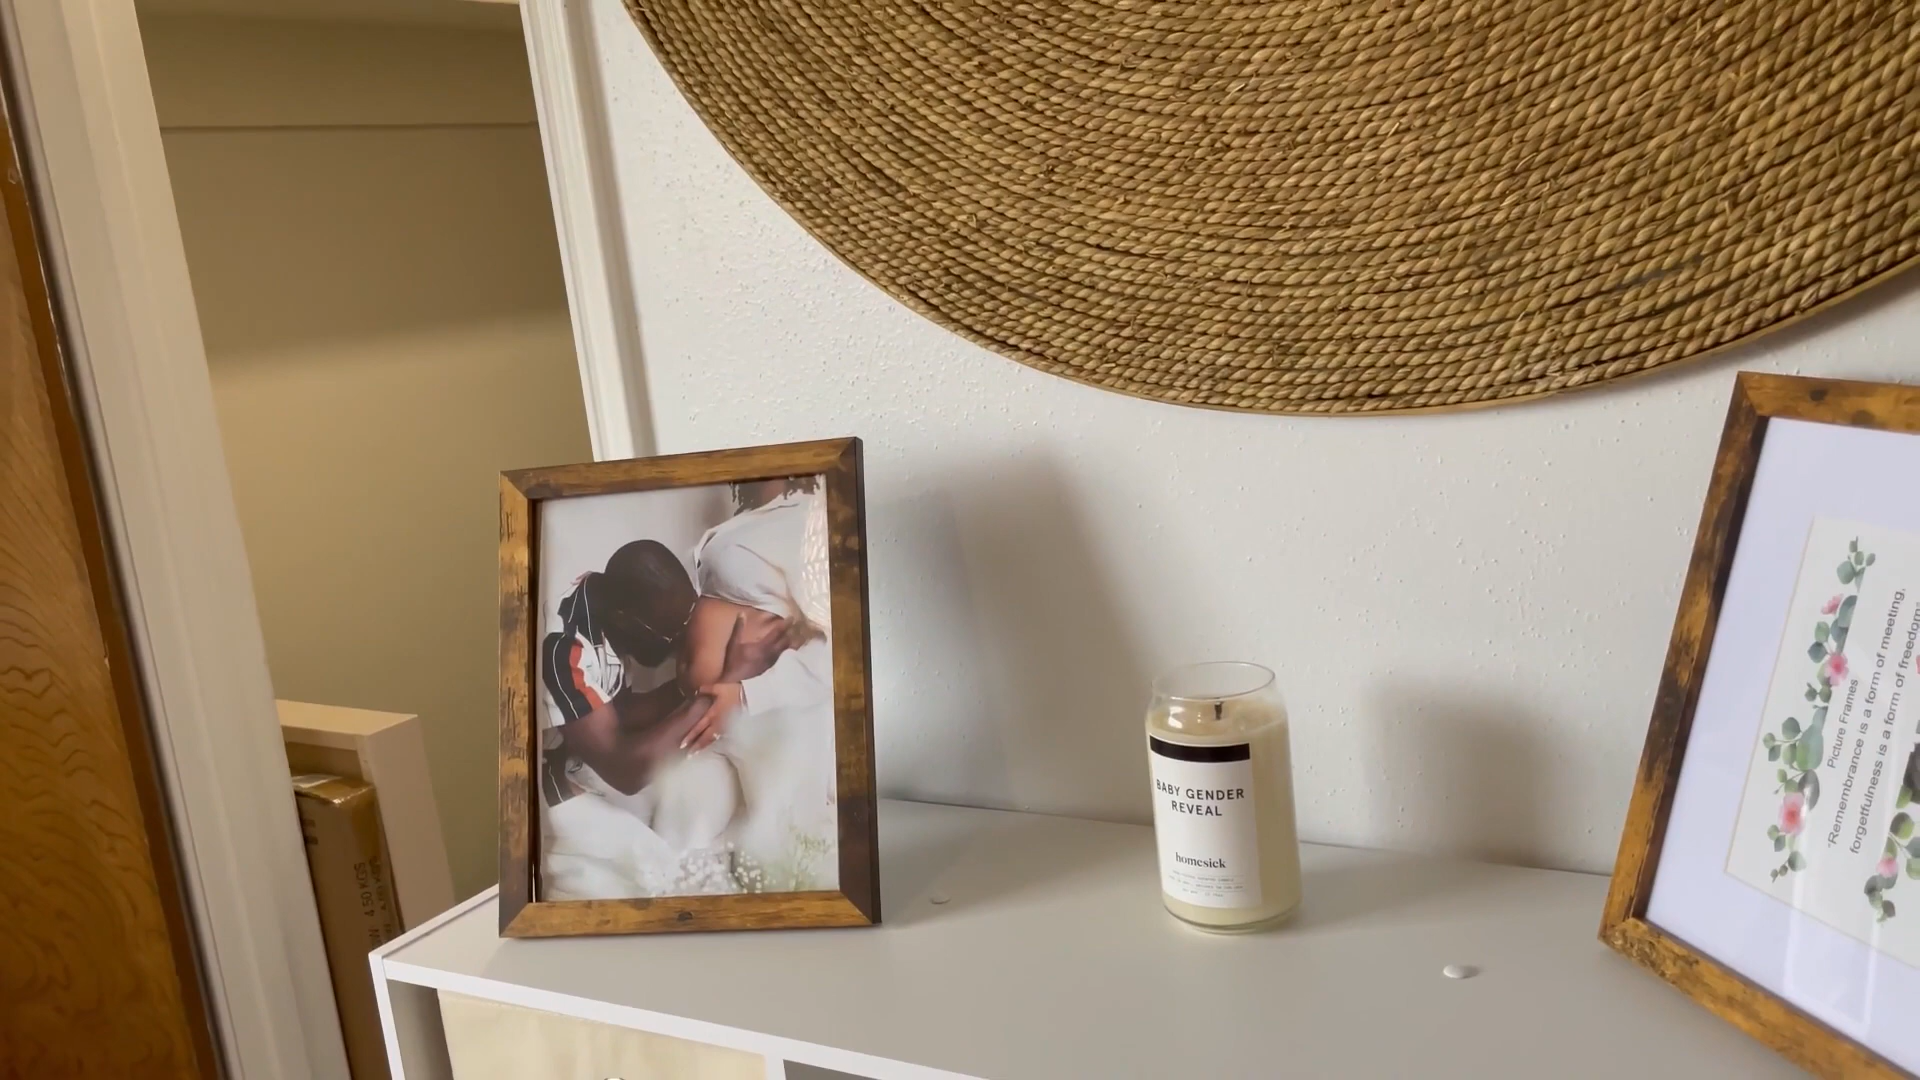 BABY GENDER
REVEAL
homesick
Picture Frames
"Remembrance is a form of meeting,
forgetfulness is a form of freedom"
4.50 KGS